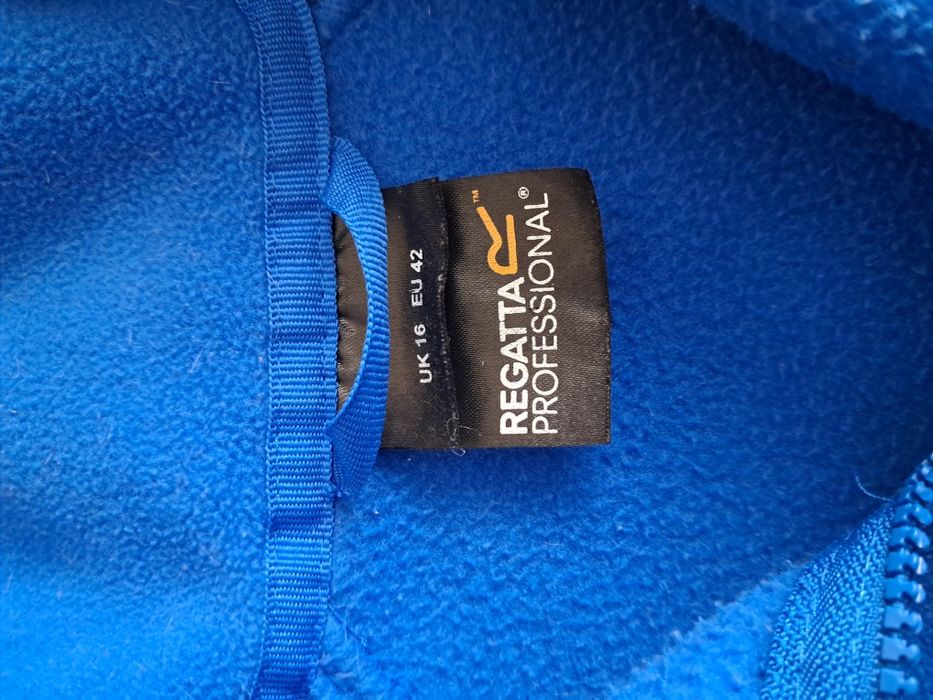 UK 16 EU 42
REGATTA™
PROFESSIONAL®